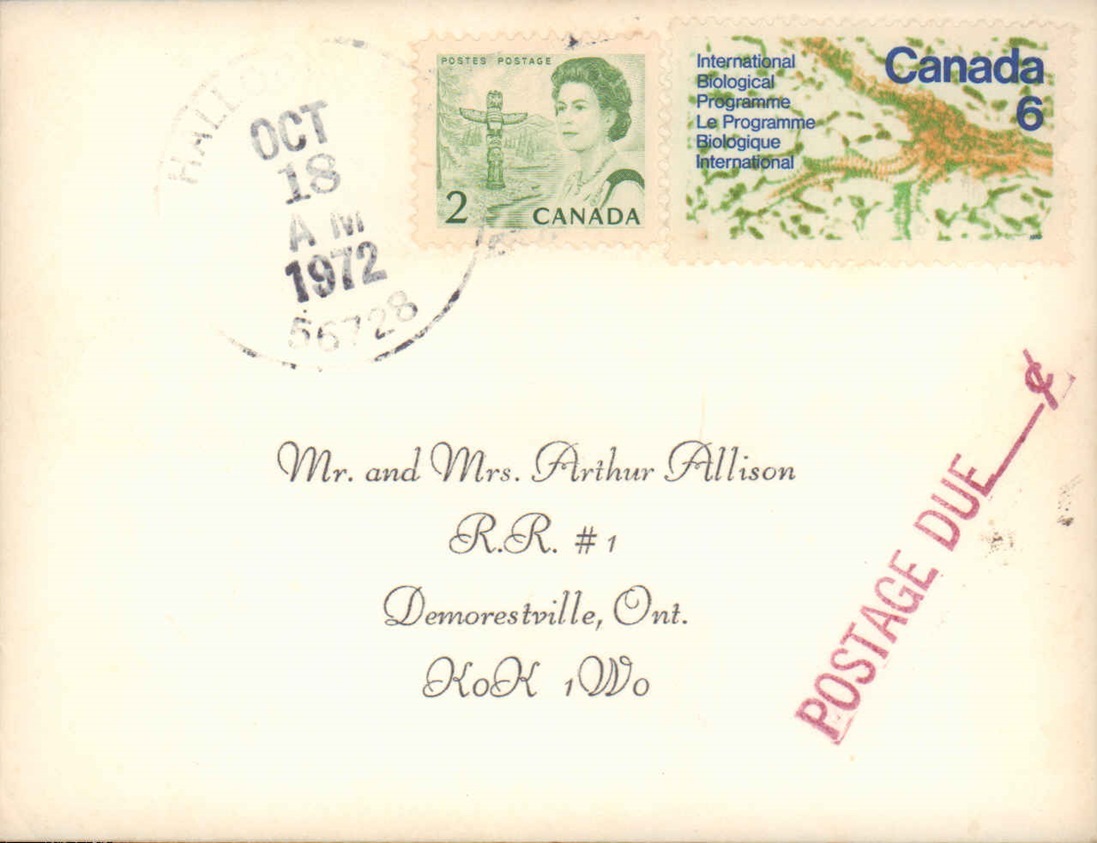 OCT
18
AM
1972
56728
POSTES POSTAGE
2 CANADA
International
Biological
Programme
Le Programme
Biologique
International
Canada
6
Mr. and Mrs. Arthur Allison
R.R. #1
Demorestville, Ont.
K0K 1W0
POSTAGE DUE ¢